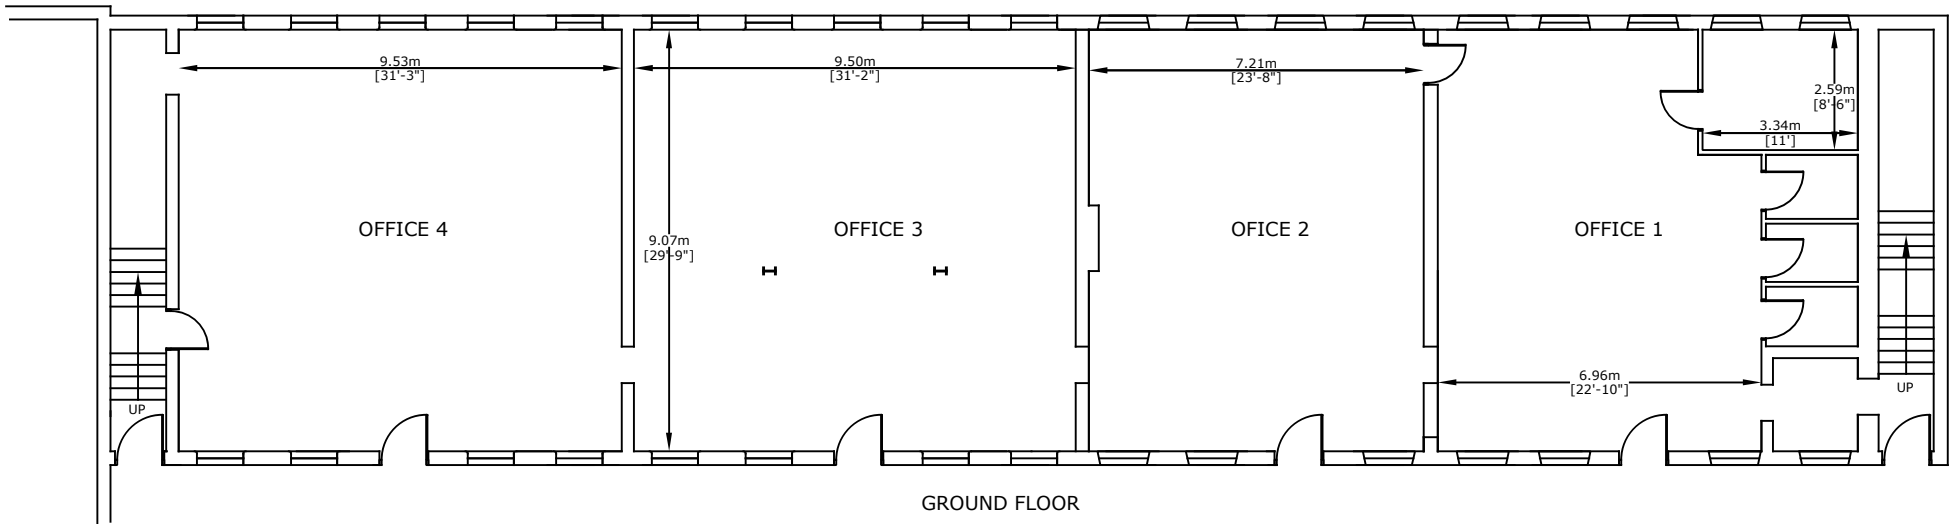 9.53m
[31'-3"]
9.50m
[31'-2"]
7.21m
[23'-8"]
2.59m
[8'-6"]
3.34m
[11']
OFFICE 4
OFFICE 3
OFICE 2
OFFICE 1
9.07m
[29'-9"]
6.96m
[22'-10"]
UP
UP
GROUND FLOOR